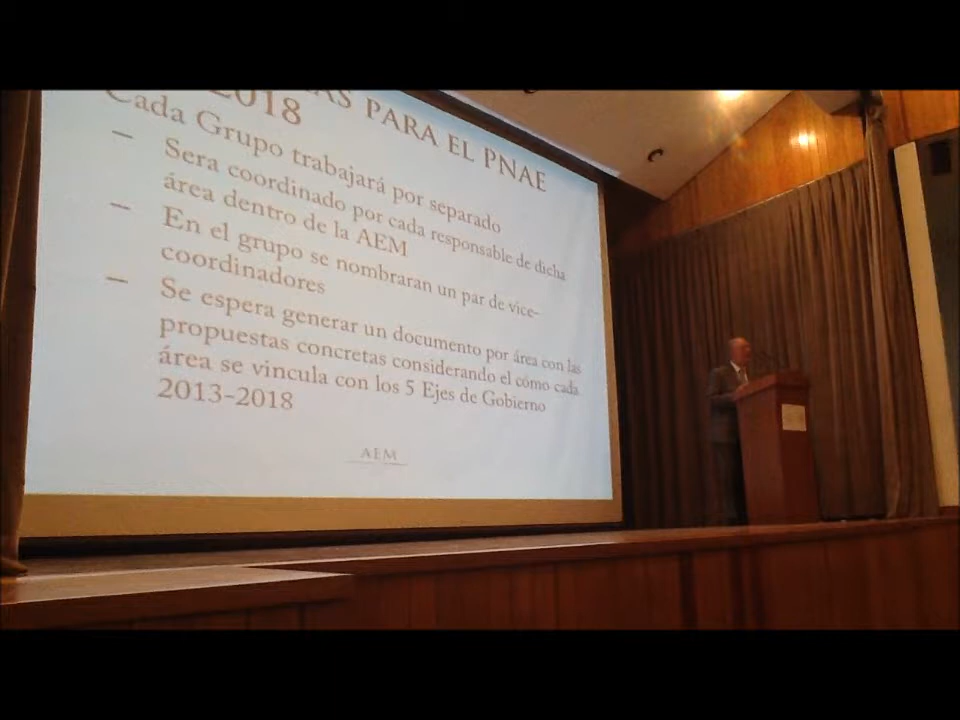 PARA EL PNAE
2018
Cada Grupo trabajará por separado
– Sera coordinado por cada responsable de dicha
área dentro de la AEM
– En el grupo se nombraran un par de vice-
coordinadores
– Se espera generar un documento por área con las
propuestas concretas considerando el cómo cada
área se vincula con los 5 Ejes de Gobierno
2013-2018
AEM